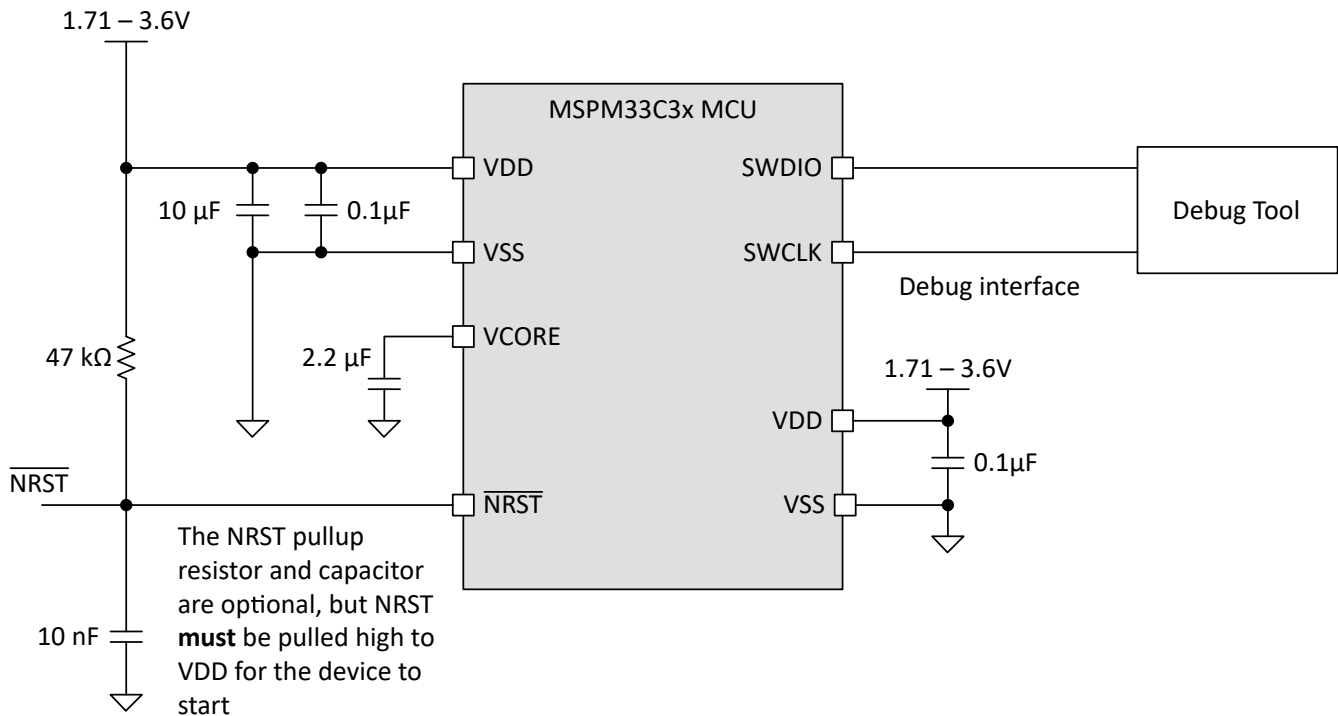 1.71 – 3.6V
MSPM33C3x MCU
VDD
SWDIO
10 µF
0.1µF
Debug Tool
VSS
SWCLK
Debug interface
VCORE
47 kΩ
2.2 µF
1.71 – 3.6V
VDD
0.1µF
NRST
NRST
VSS
The NRST pullup
resistor and capacitor
are optional, but NRST
must be pulled high to
VDD for the device to
start
10 nF